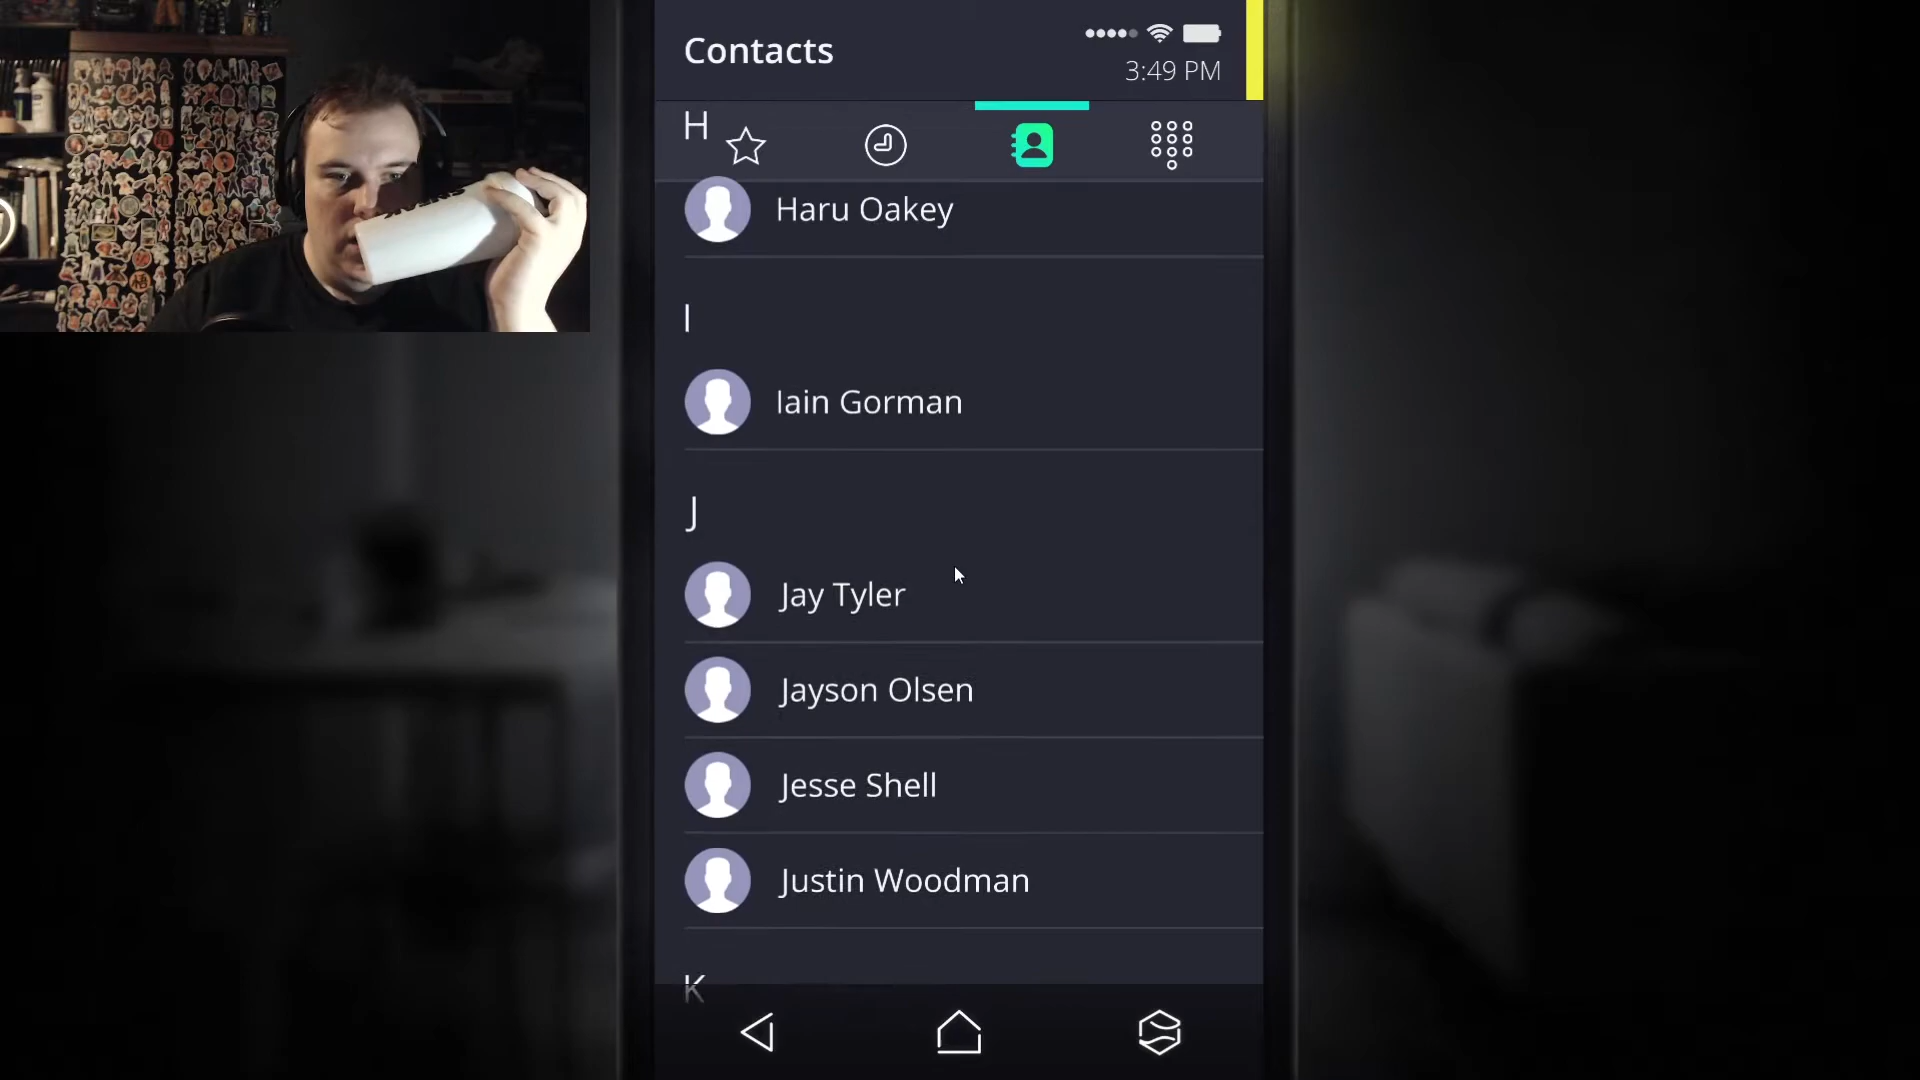 Contacts
3:49 PM
H
Haru Oakey
I
Iain Gorman
J
Jay Tyler
Jayson Olsen
Jesse Shell
Justin Woodman
K